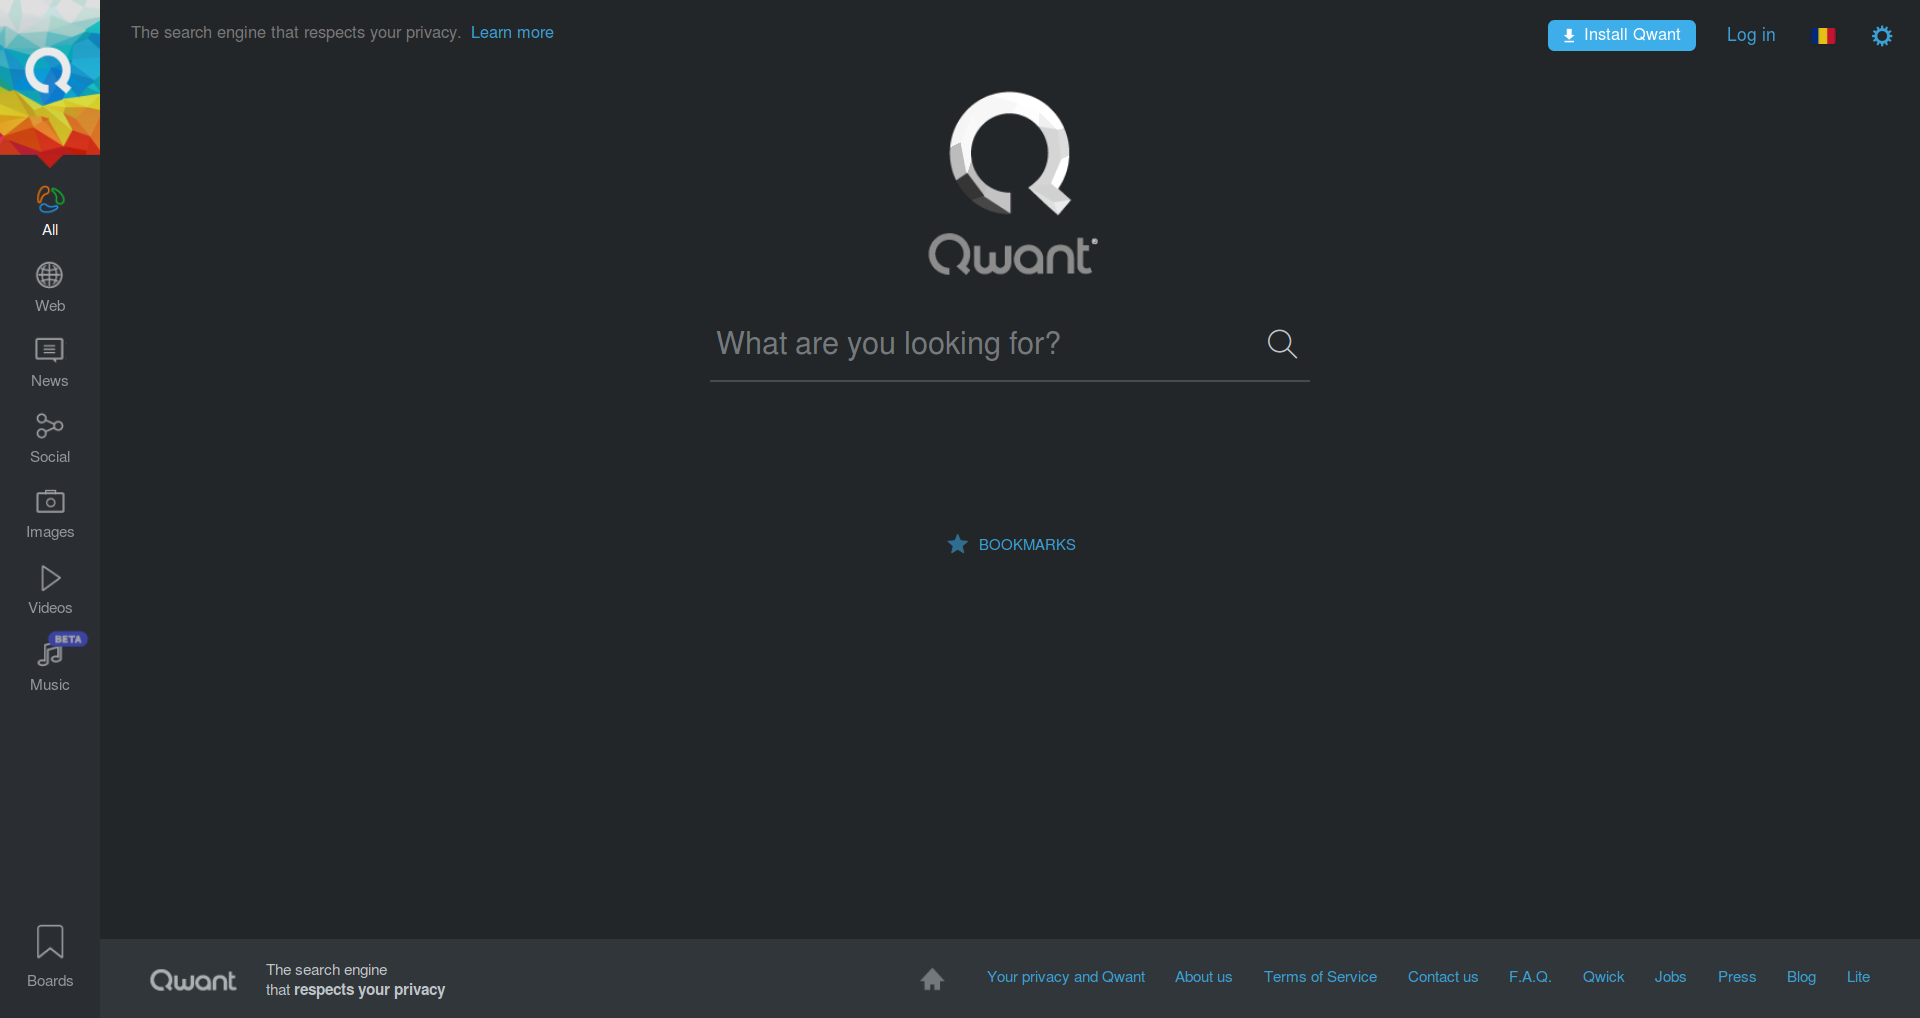 The search engine that respects your privacy. Learn more
Install Qwant
Log in
Qwant
All
Web
News
Social
Images
Videos
BETA
Music
Boards
What are you looking for?
BOOKMARKS
Qwant
The search engine
that respects your privacy
Your privacy and Qwant About us Terms of Service Contact us F.A.Q. Qwick Jobs Press Blog Lite